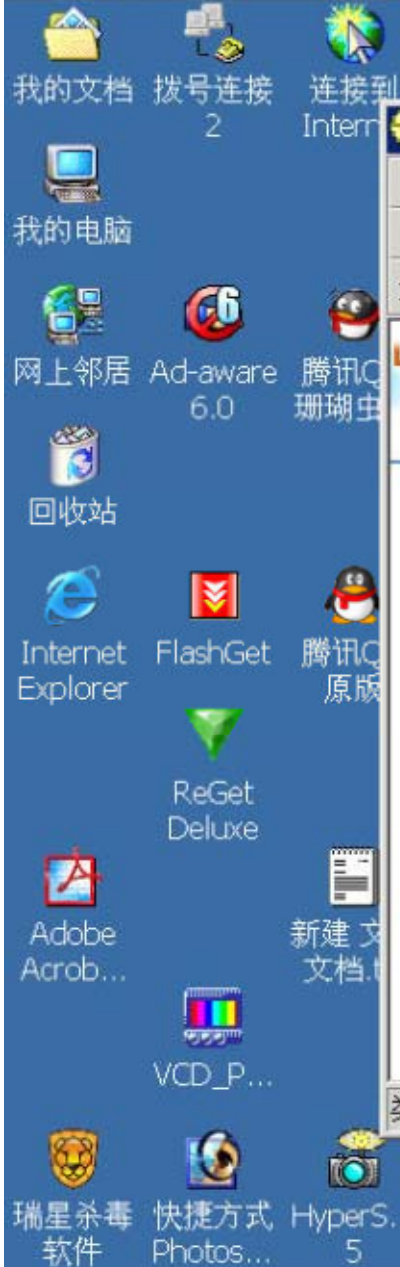 我的文档
拨号连接
2
连接到
Intern
我的电脑
网上邻居
Ad-aware
6.0
腾讯Q
珊瑚虫
回收站
Internet
Explorer
FlashGet
腾讯Q
原版
ReGet
Deluxe
Adobe
Acrob...
新建 文
文档.t
VCD_P...
瑞星杀毒
软件
快捷方式
Photos...
HyperS.
5